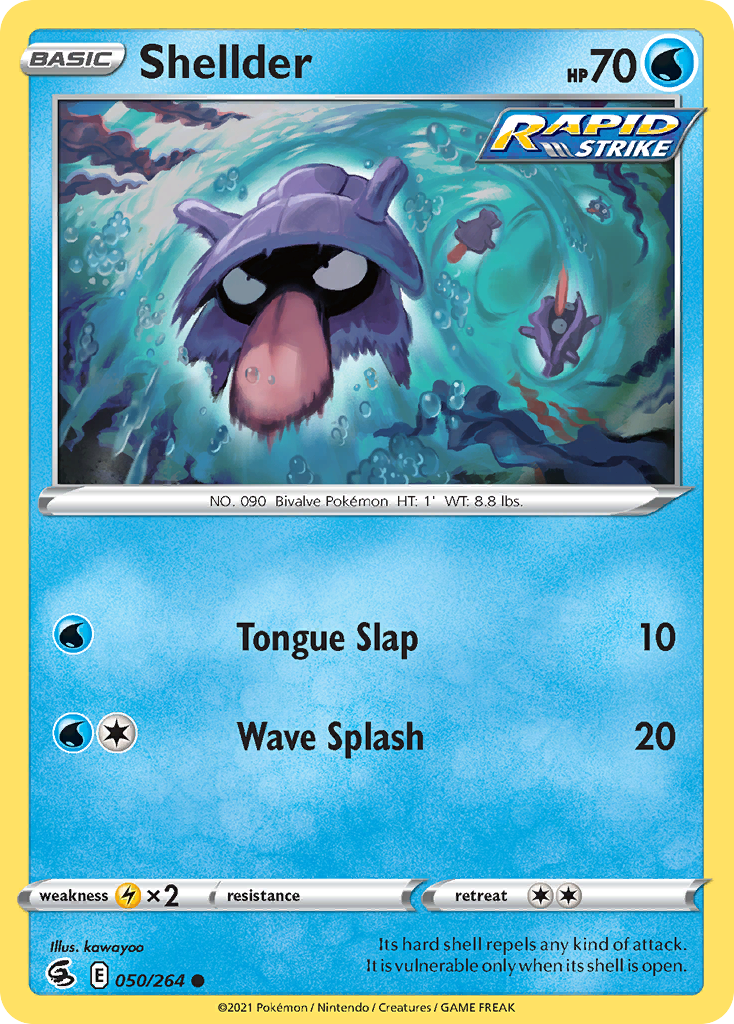 BASIC Shellder HP 70
RAPID
STRIKE
NO. 090 Bivalve Pokémon HT: 1' WT: 8.8 lbs.
Tongue Slap 10
Wave Splash 20
weakness ×2 resistance retreat
Illus. kawayoo
Its hard shell repels any kind of attack.
It is vulnerable only when its shell is open.
E 050/264
©2021 Pokémon / Nintendo / Creatures / GAME FREAK